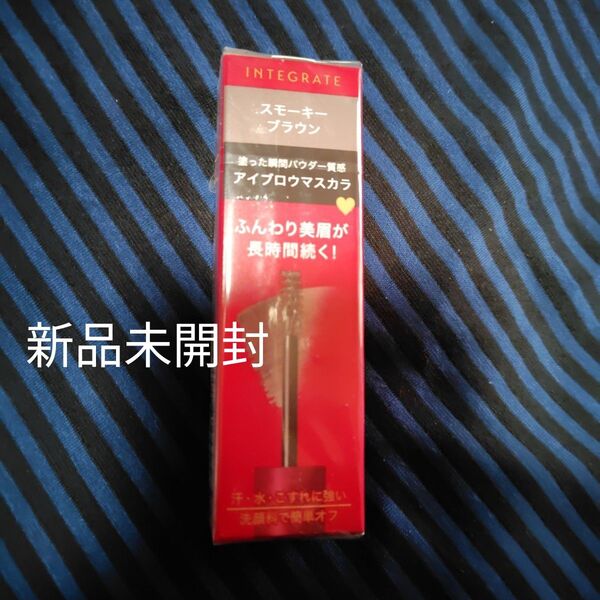 INTEGRATE
スモーキー
ブラウン
塗った瞬間パウダー質感
アイブロウマスカラ
ふんわり美眉が
長時間続く!
新品未開封
汗・水・こすれに強い
洗顔料で簡単オフ